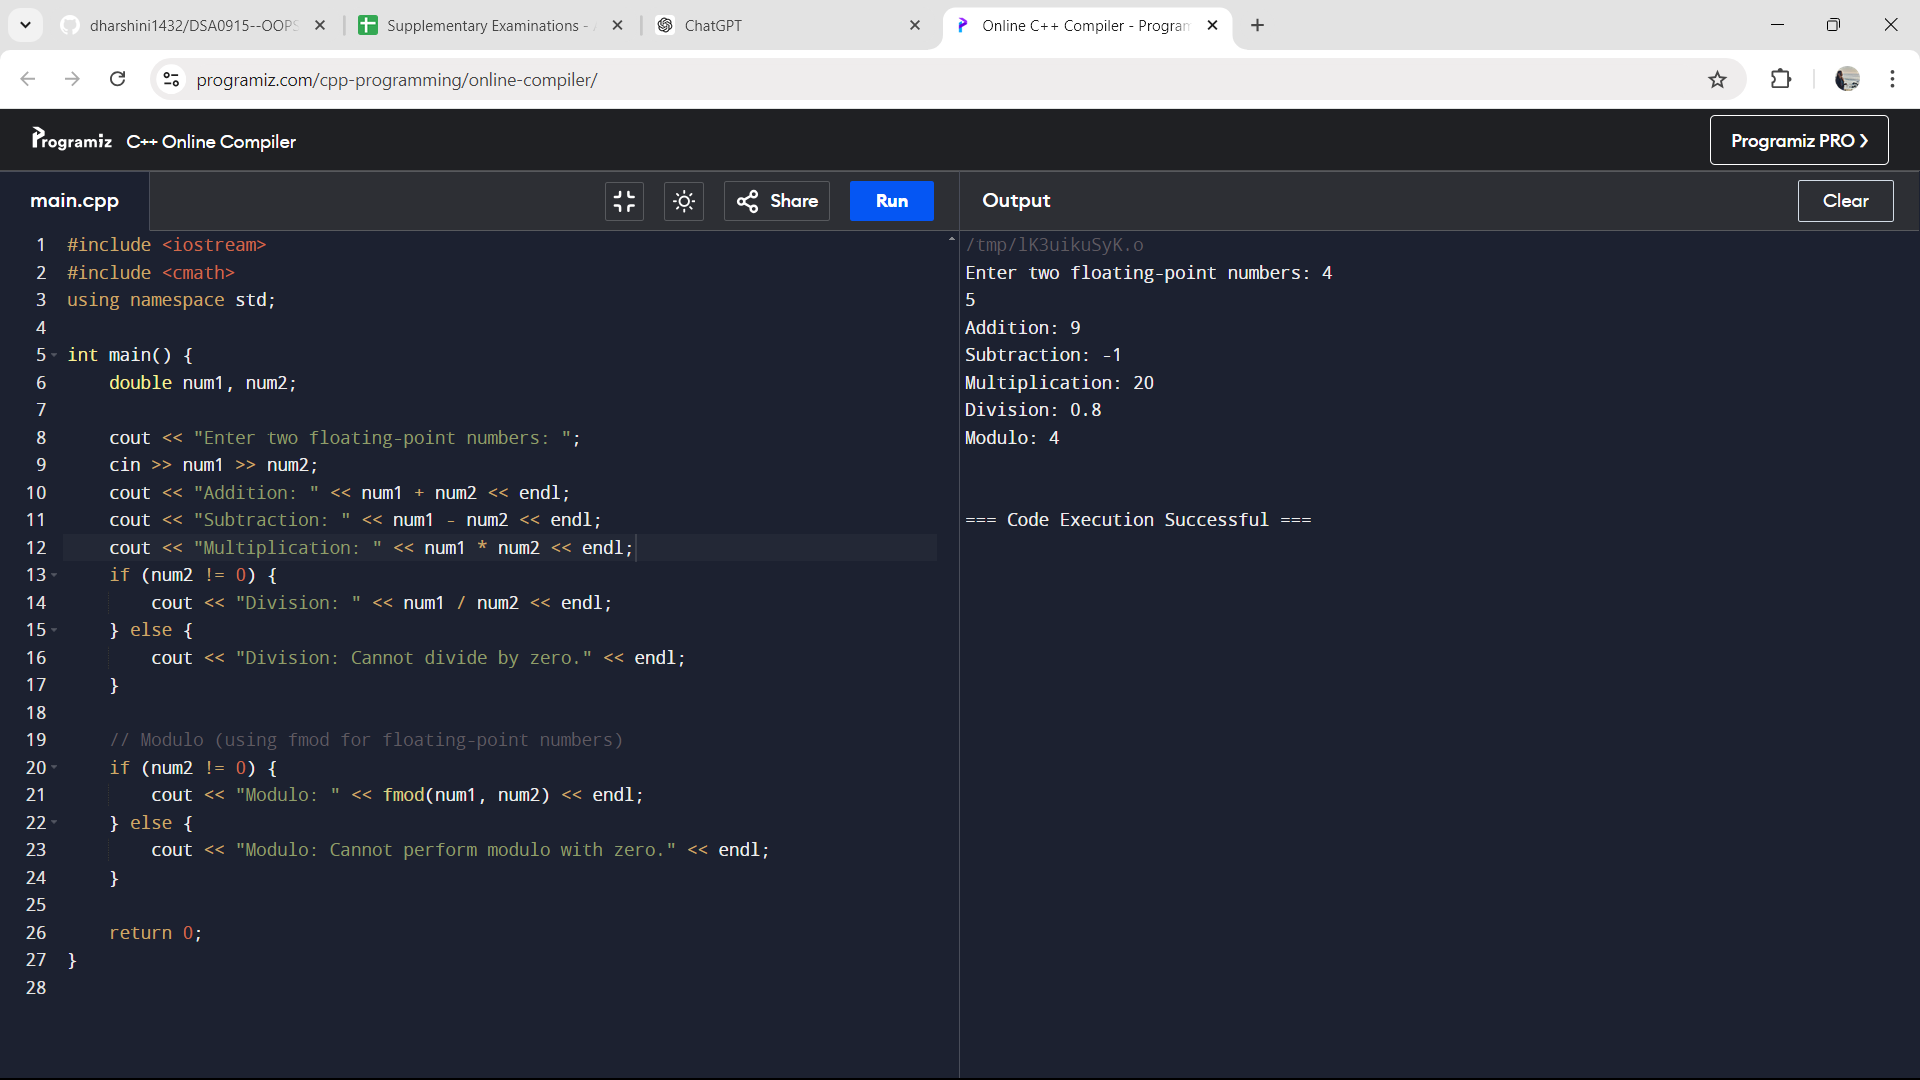 dharshini1432/DSA0915--OOPS
Supplementary Examinations -
ChatGPT
Online C++ Compiler - Program
programiz.com/cpp-programming/online-compiler/
Programiz C++ Online Compiler
Programiz PRO ❯
main.cpp
Share
Run
Output
Clear
1 #include <iostream>
2 #include <cmath>
3 using namespace std;
4
5 int main() {
6     double num1, num2;
7
8     cout << "Enter two floating-point numbers: ";
9     cin >> num1 >> num2;
10     cout << "Addition: " << num1 + num2 << endl;
11     cout << "Subtraction: " << num1 - num2 << endl;
12     cout << "Multiplication: " << num1 * num2 << endl;
13     if (num2 != 0) {
14         cout << "Division: " << num1 / num2 << endl;
15     } else {
16         cout << "Division: Cannot divide by zero." << endl;
17     }
18
19     // Modulo (using fmod for floating-point numbers)
20     if (num2 != 0) {
21         cout << "Modulo: " << fmod(num1, num2) << endl;
22     } else {
23         cout << "Modulo: Cannot perform modulo with zero." << endl;
24     }
25
26     return 0;
27 }
28
/tmp/lK3uikuSyK.o
Enter two floating-point numbers: 4
5
Addition: 9
Subtraction: -1
Multiplication: 20
Division: 0.8
Modulo: 4
=== Code Execution Successful ===